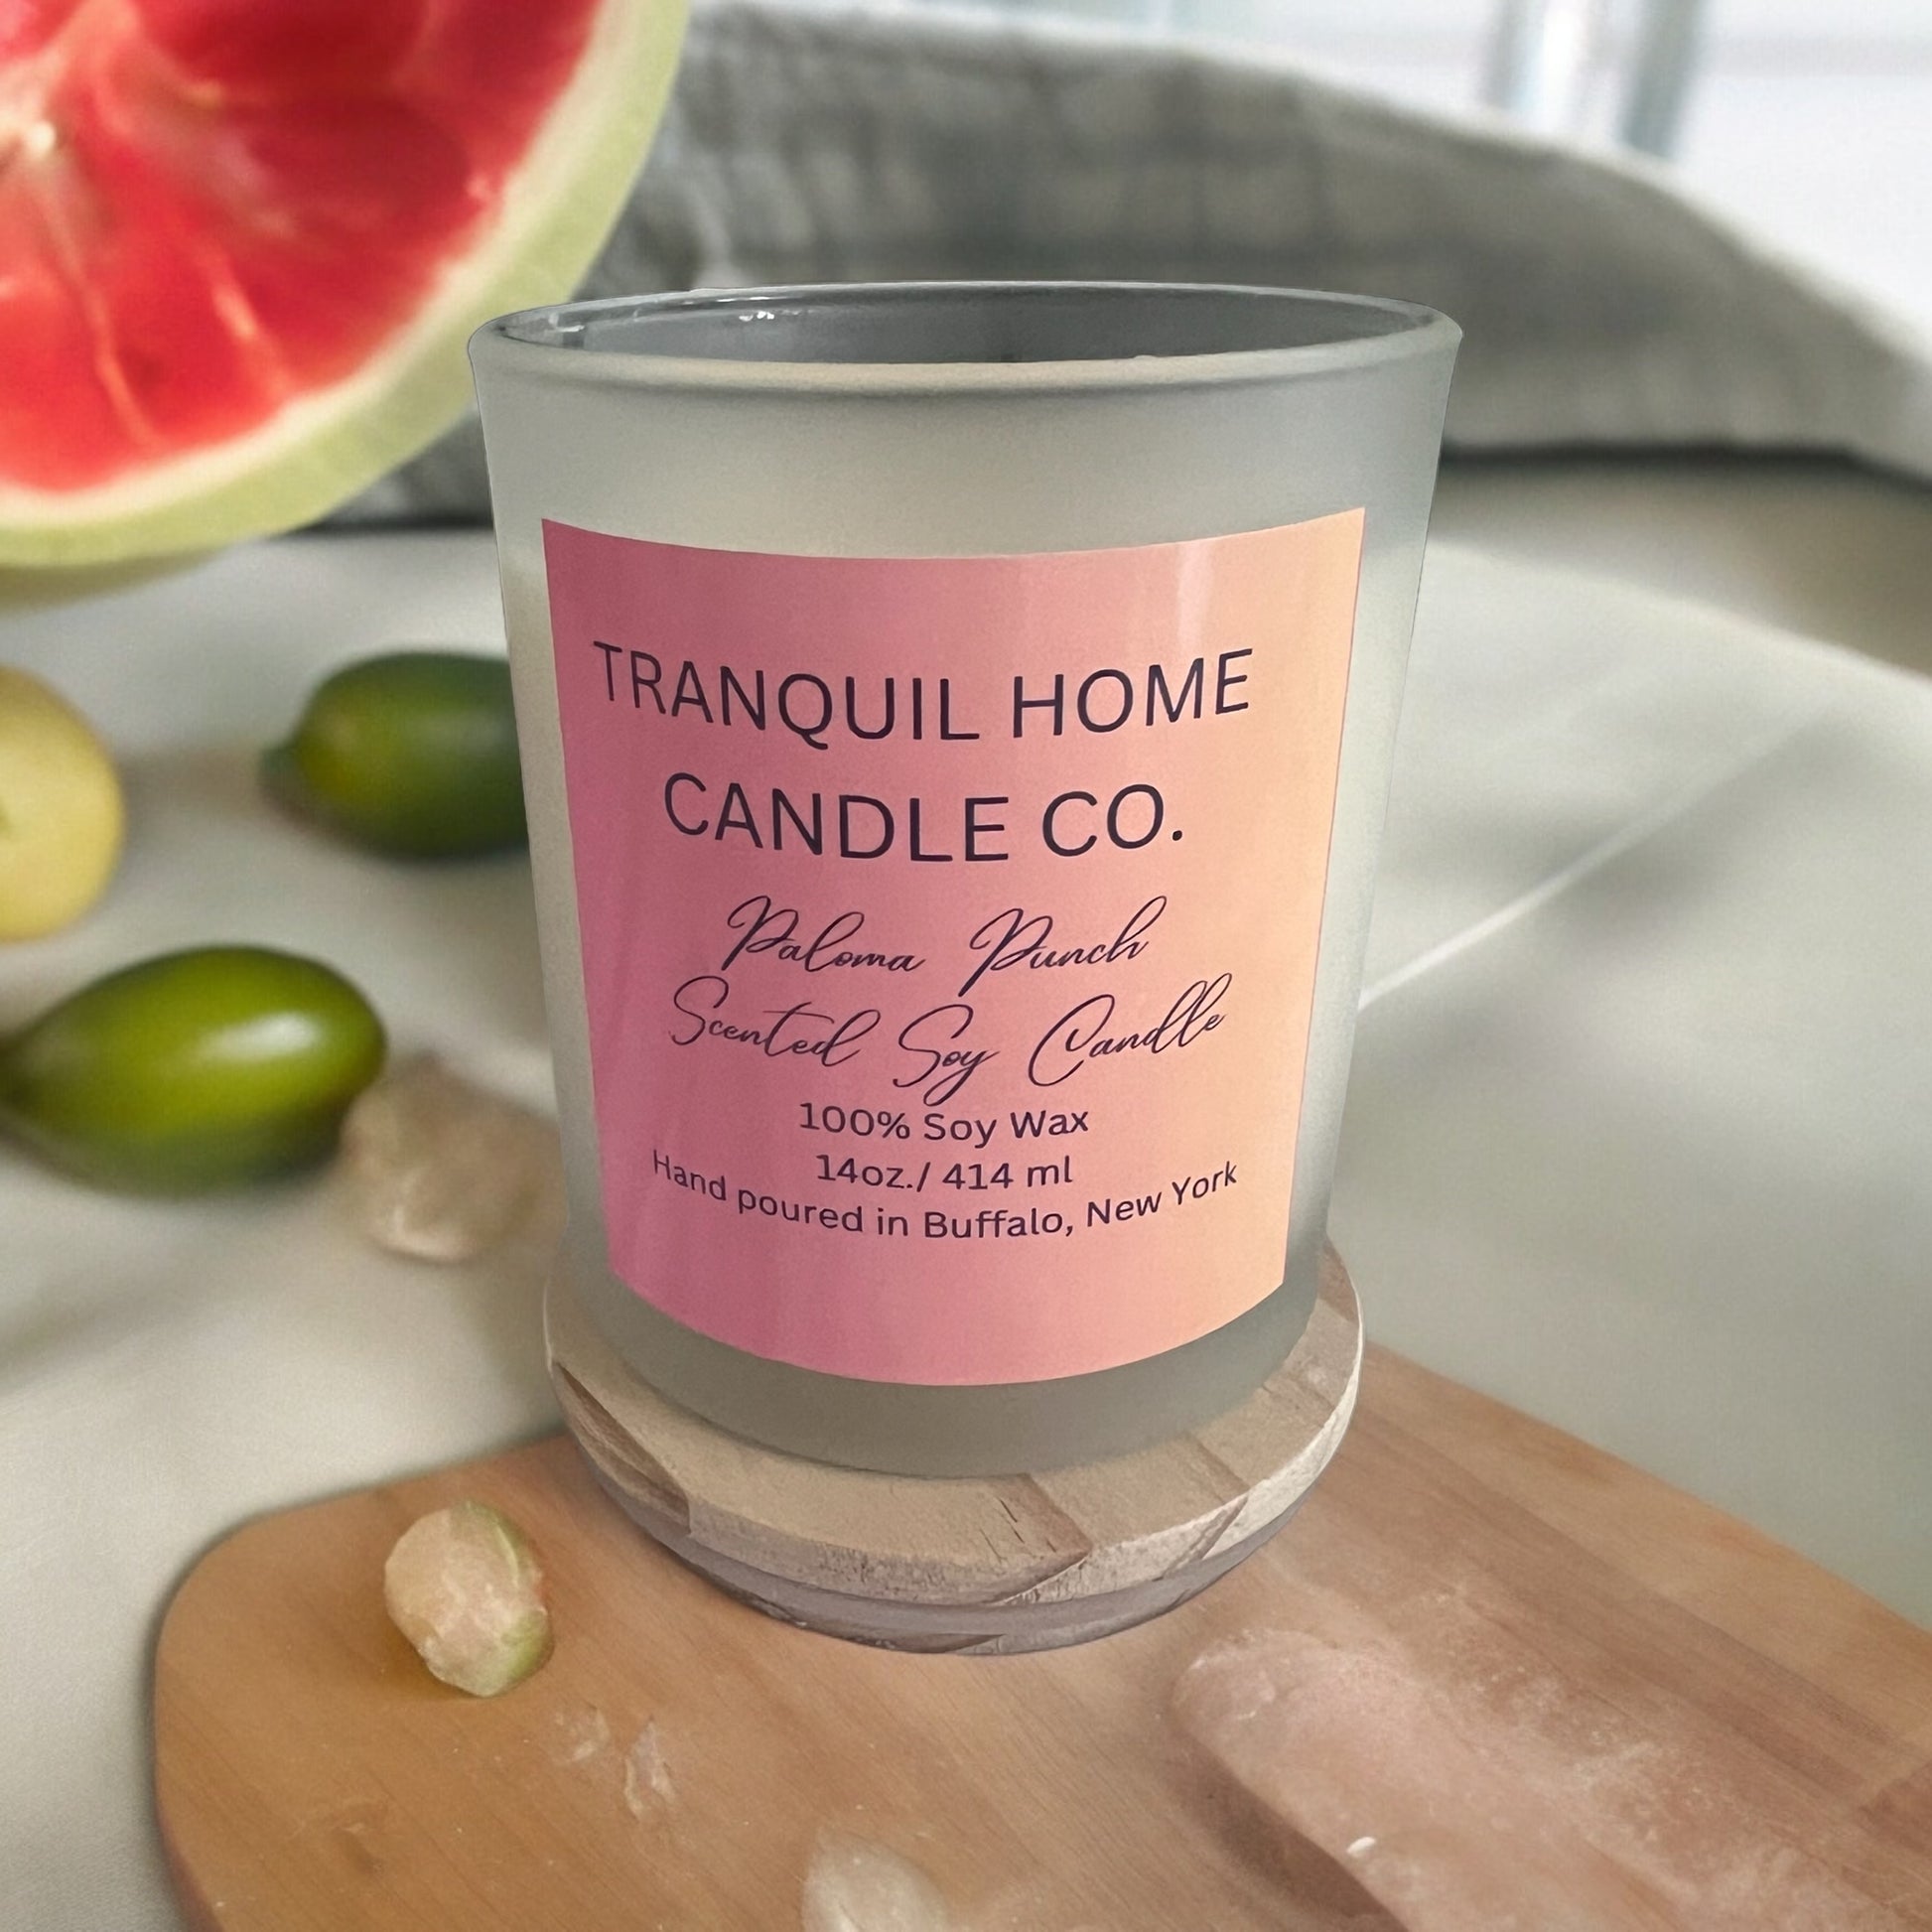 TRANQUIL HOME
CANDLE CO.
Paloma Punch
Scented Soy Candle
100% Soy Wax
14oz./ 414 ml
Hand poured in Buffalo, New York